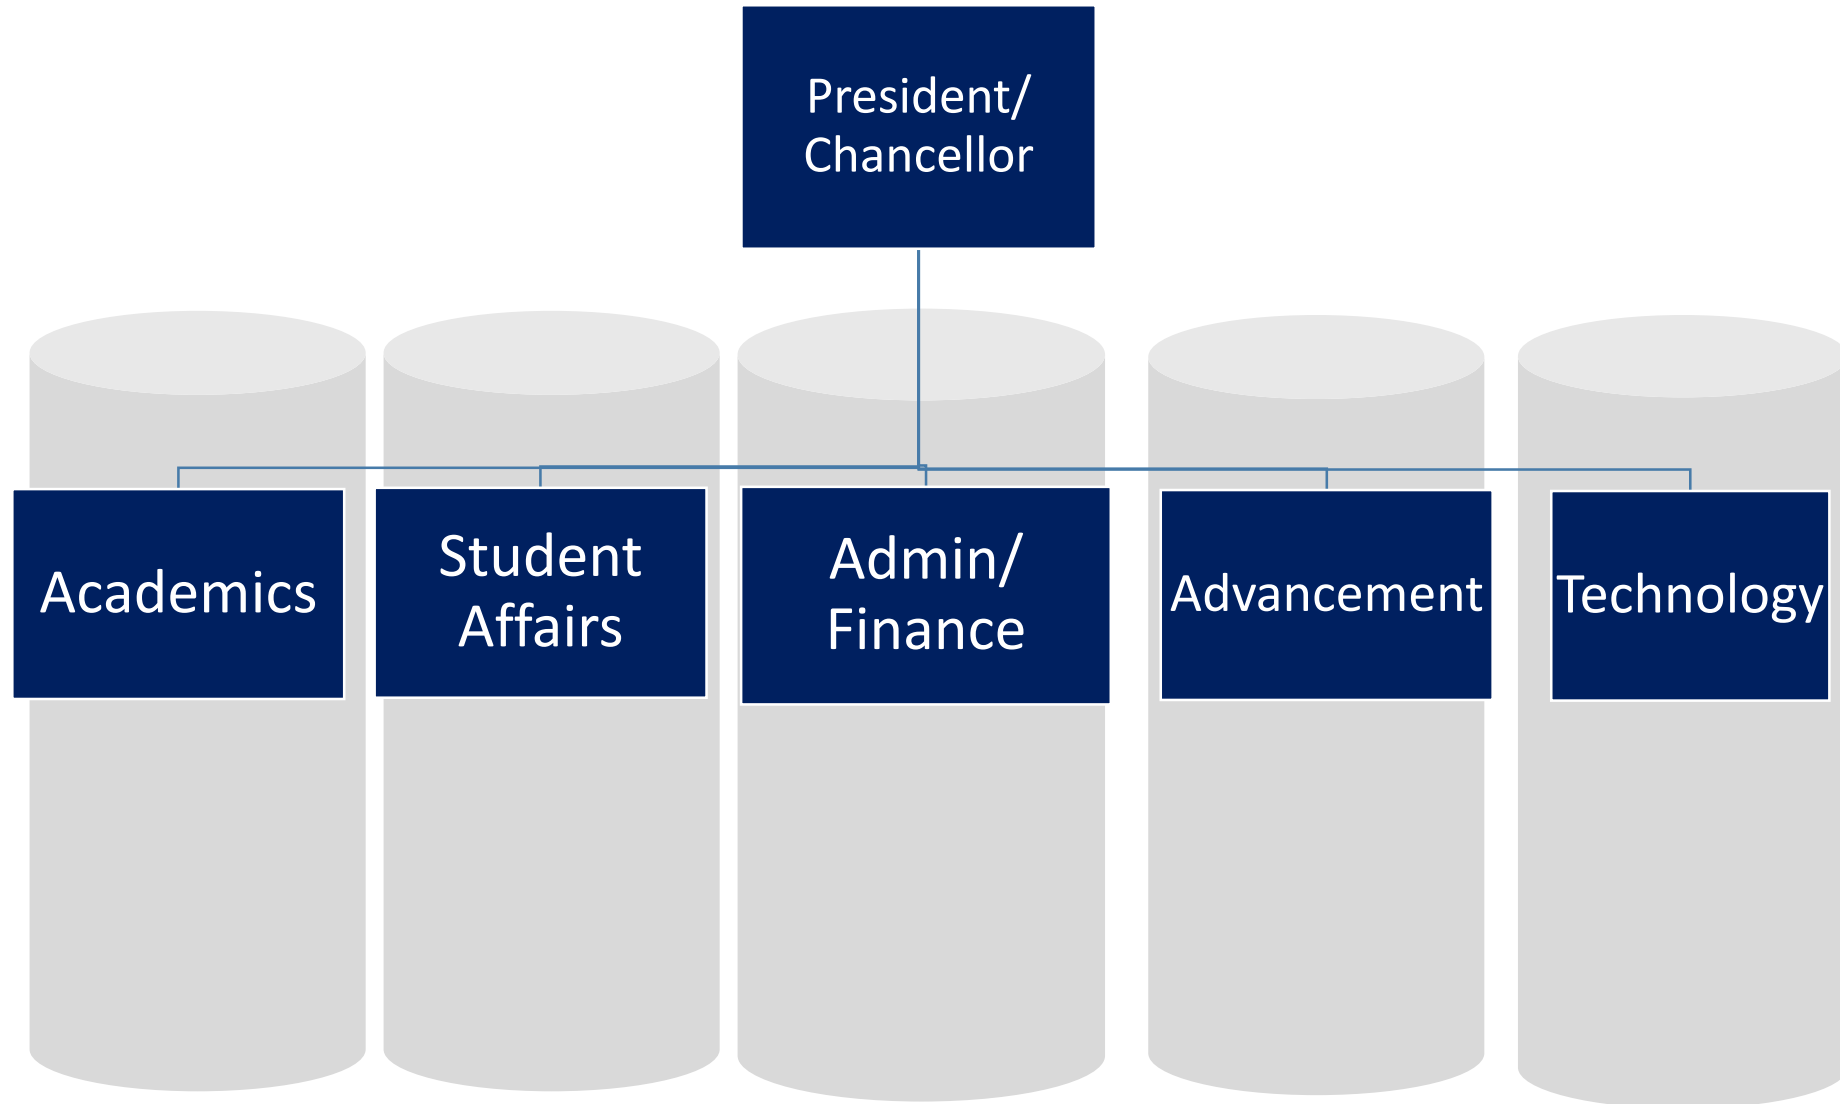 President/
Chancellor
Academics
Student
Affairs
Admin/
Finance
Advancement
Technology